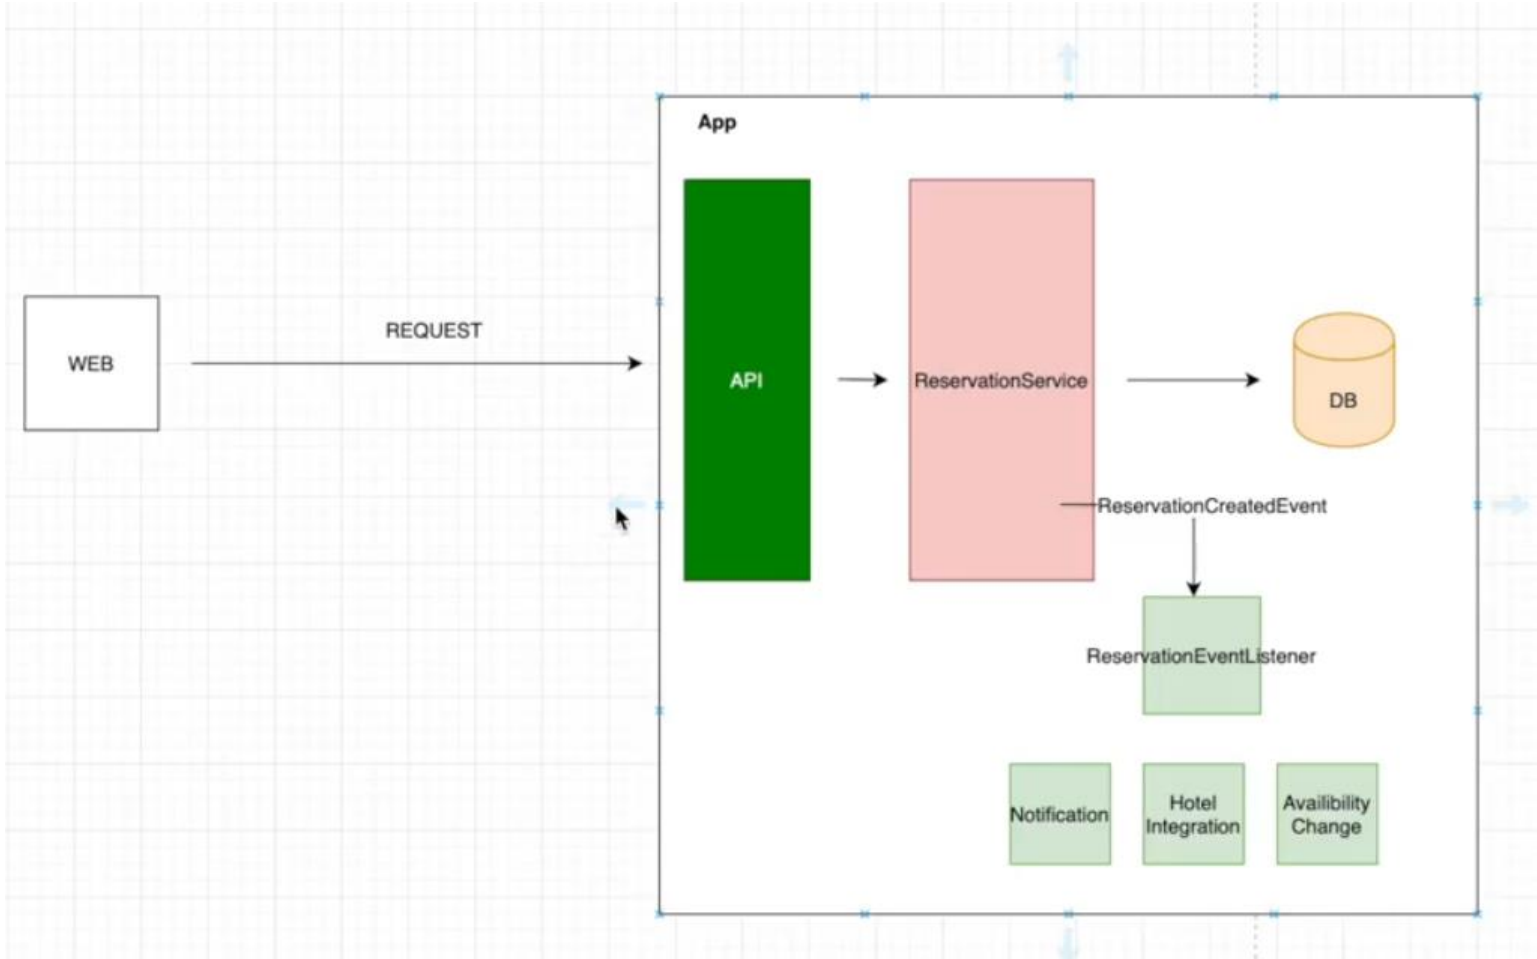 App
WEB
REQUEST
API
ReservationService
DB
ReservationCreatedEvent
ReservationEventListener
Notification
Hotel
Integration
Availibility
Change